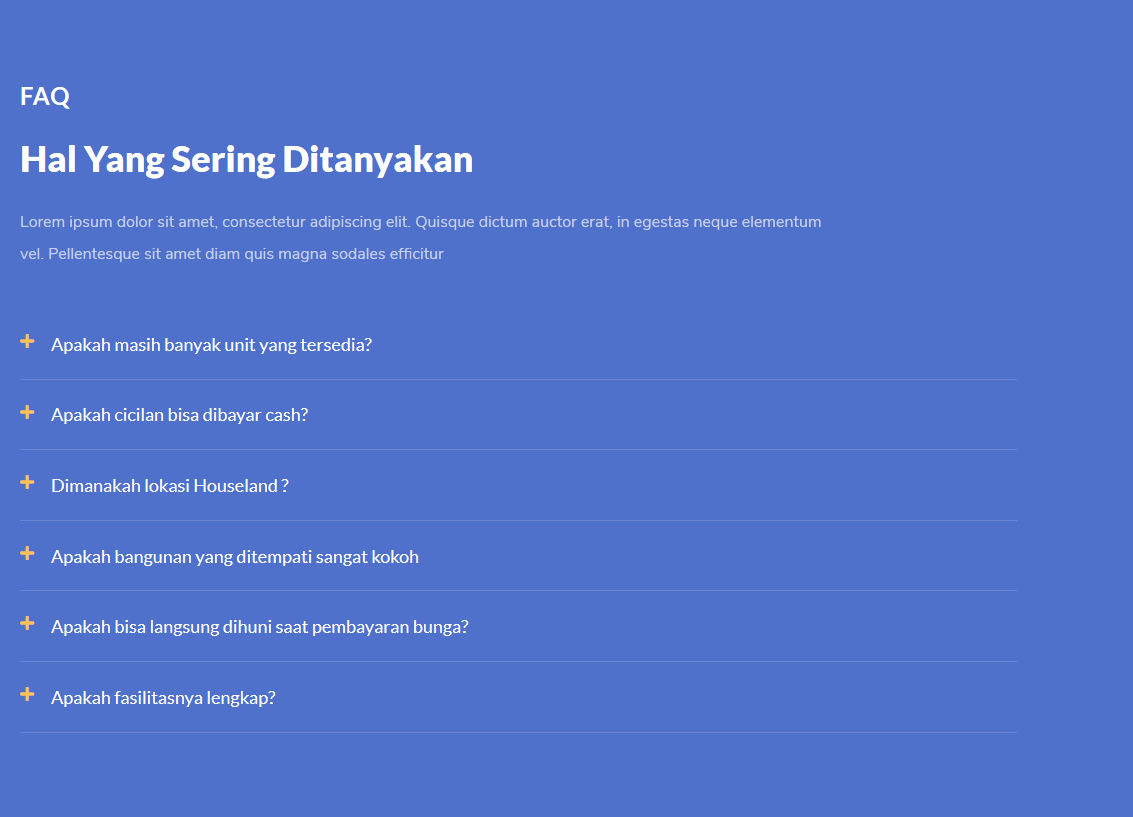 FAQ
Hal Yang Sering Ditanyakan
Lorem ipsum dolor sit amet, consectetur adipiscing elit. Quisque dictum auctor erat, in egestas neque elementum
vel. Pellentesque sit amet diam quis magna sodales efficitur
Apakah masih banyak unit yang tersedia?
Apakah cicilan bisa dibayar cash?
Dimanakah lokasi Houseland ?
Apakah bangunan yang ditempati sangat kokoh
Apakah bisa langsung dihuni saat pembayaran bunga?
Apakah fasilitasnya lengkap?